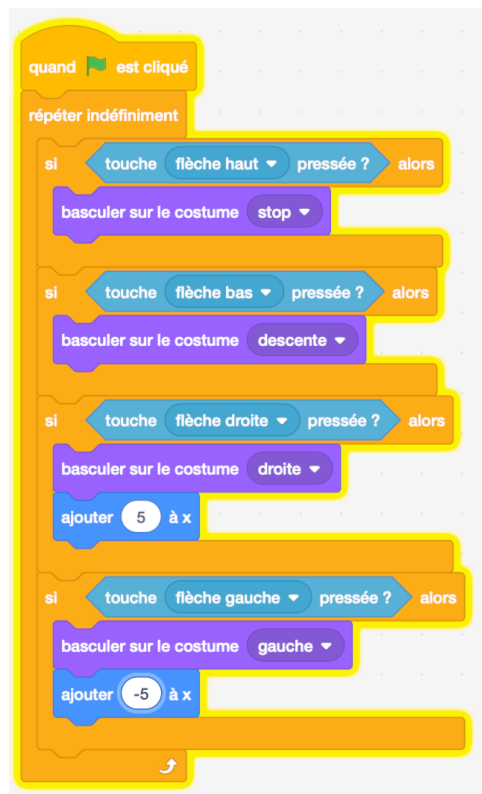 quand est cliqué
répéter indéfiniment
si touche flèche haut pressée ? alors
basculer sur le costume stop
si touche flèche bas pressée ? alors
basculer sur le costume descente
si touche flèche droite pressée ? alors
basculer sur le costume droite
ajouter 5 à x
si touche flèche gauche pressée ? alors
basculer sur le costume gauche
ajouter -5 à x